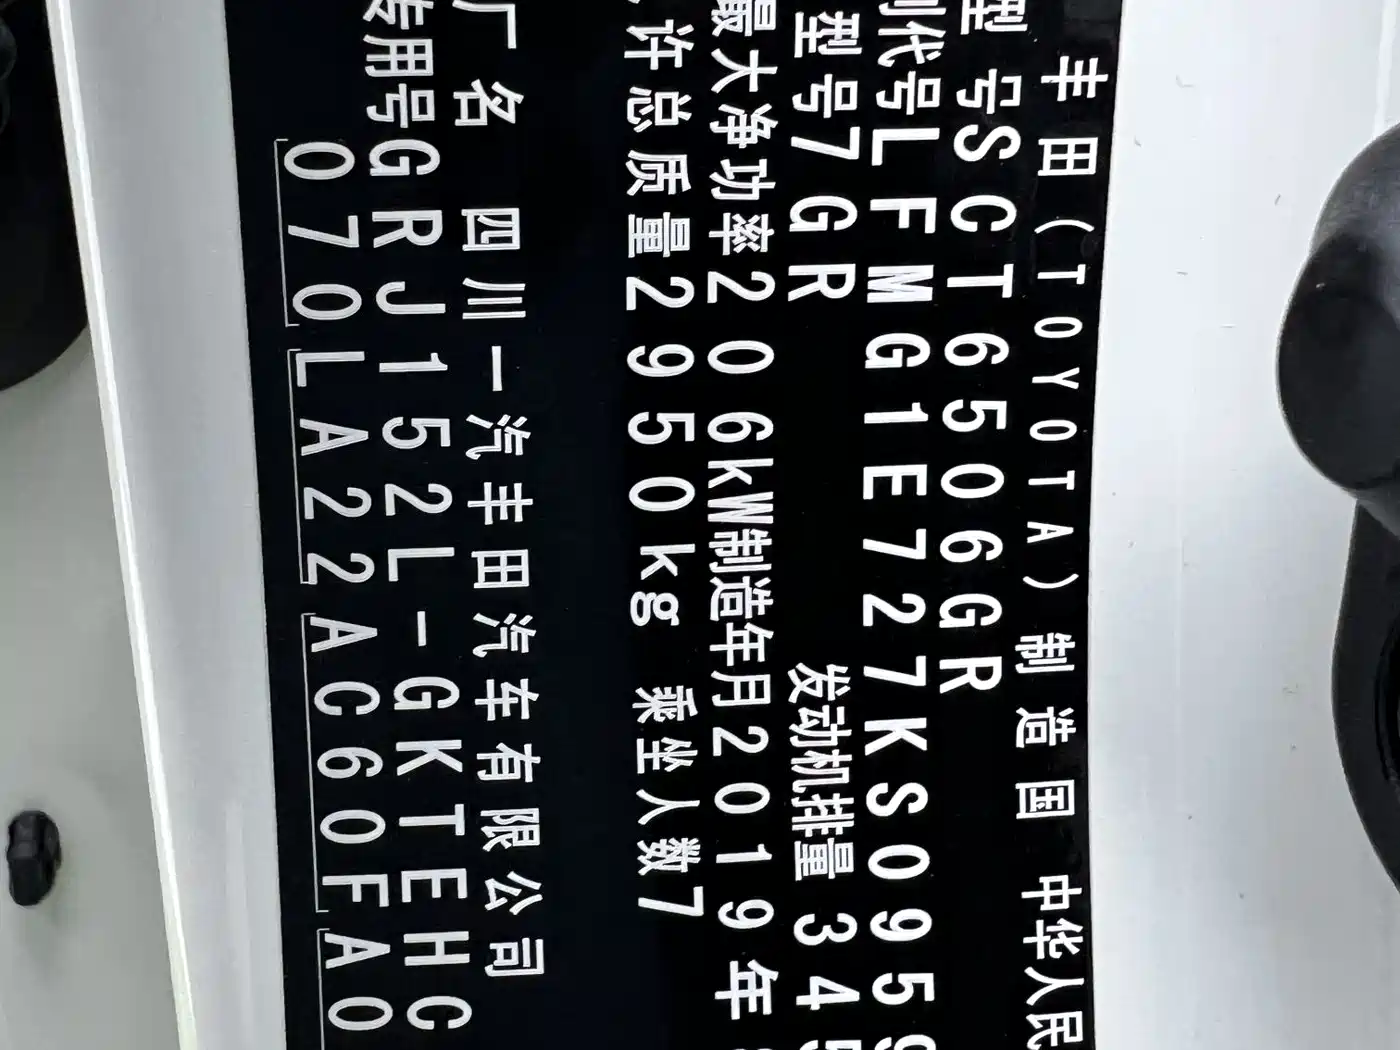 丰田(TOYOTA) 制造国 中华人民
型号SCT6506GR
制代号LFMG1E727KS0959
型号7GR 发动机排量 345
最大净功率206kW制造年月2019年
许总质量2950kg 乘坐人数7
厂名 四川一汽丰田汽车有限公司
专用号GRJ152L-GKTEHC
070LA22AC60FA0